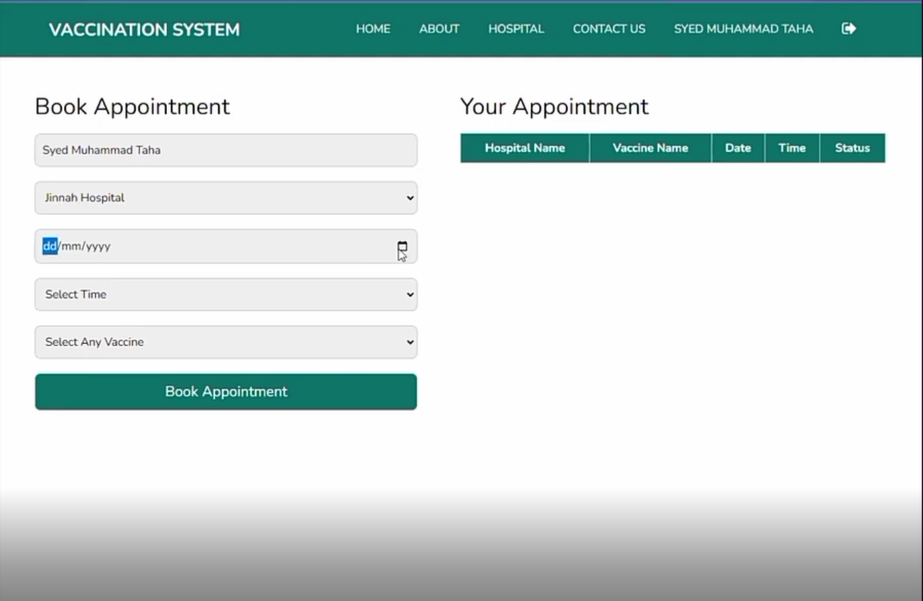 VACCINATION SYSTEM HOME ABOUT HOSPITAL CONTACT US SYED MUHAMMAD TAHA
Book Appointment
Syed Muhammad Taha
Jinnah Hospital
dd/mm/yyyy
Select Time
Select Any Vaccine
Book Appointment
Your Appointment
Hospital Name Vaccine Name Date Time Status